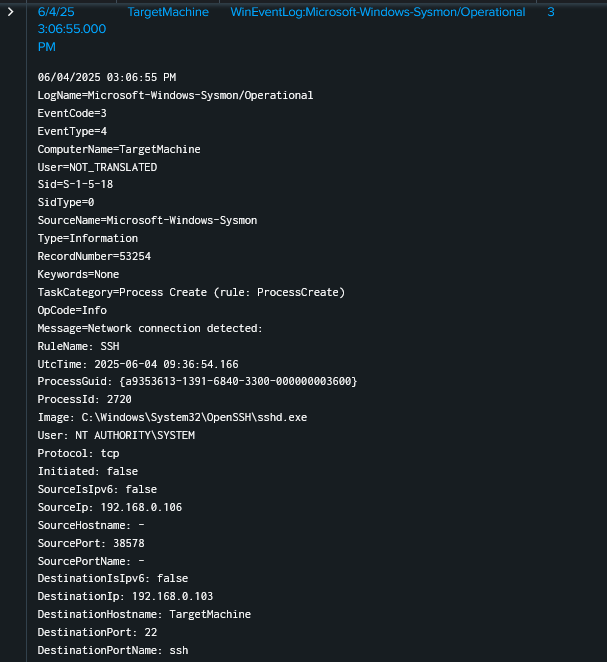 6/4/25 TargetMachine WinEventLog:Microsoft-Windows-Sysmon/Operational 3
3:06:55.000
PM
06/04/2025 03:06:55 PM
LogName=Microsoft-Windows-Sysmon/Operational
EventCode=3
EventType=4
ComputerName=TargetMachine
User=NOT_TRANSLATED
Sid=S-1-5-18
SidType=0
SourceName=Microsoft-Windows-Sysmon
Type=Information
RecordNumber=53254
Keywords=None
TaskCategory=Process Create (rule: ProcessCreate)
OpCode=Info
Message=Network connection detected:
RuleName: SSH
UtcTime: 2025-06-04 09:36:54.166
ProcessGuid: {a9353613-1391-6840-3300-000000003600}
ProcessId: 2720
Image: C:\Windows\System32\OpenSSH\sshd.exe
User: NT AUTHORITY\SYSTEM
Protocol: tcp
Initiated: false
SourceIsIpv6: false
SourceIp: 192.168.0.106
SourceHostname: -
SourcePort: 38578
SourcePortName: -
DestinationIsIpv6: false
DestinationIp: 192.168.0.103
DestinationHostname: TargetMachine
DestinationPort: 22
DestinationPortName: ssh